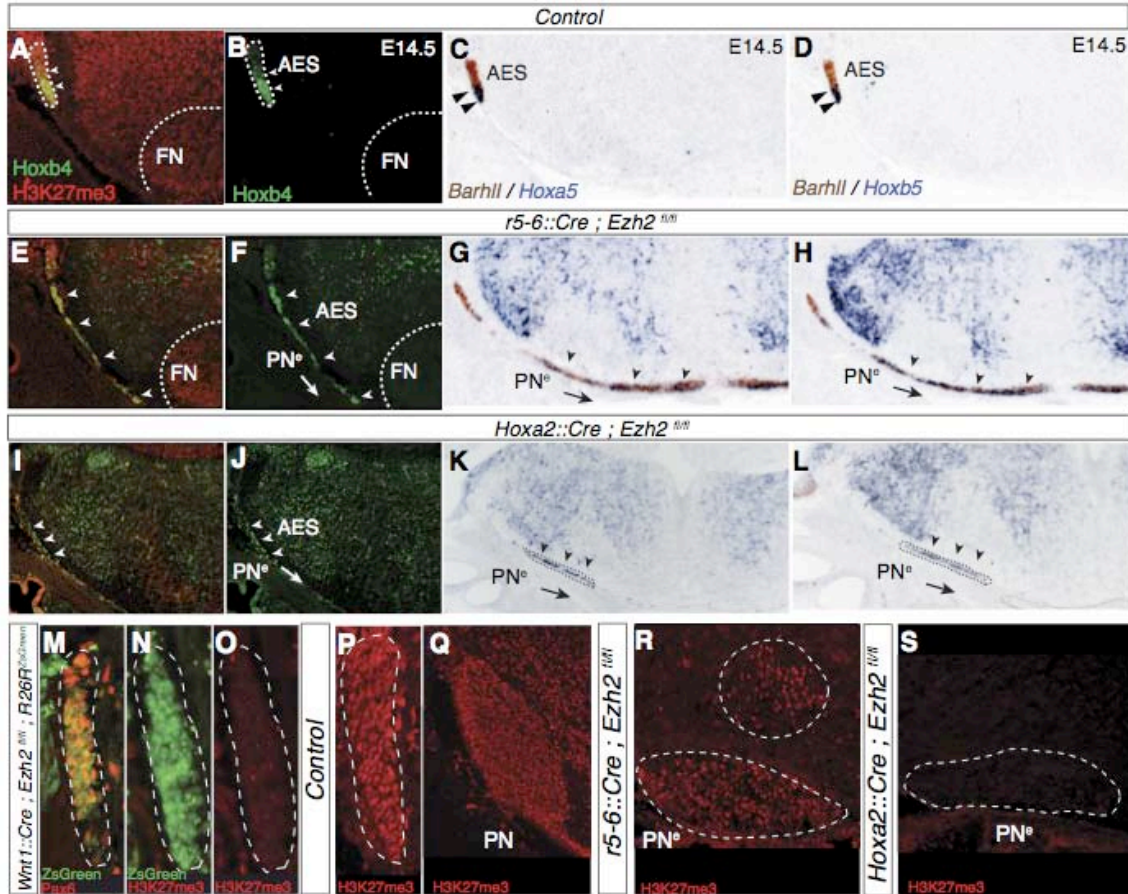 Control
A
B
E14.5
C
E14.5
D
E14.5
AES
AES
AES
FN
FN
Hoxb4
H3K27me3
Hoxb4
BarhlI / Hoxa5
BarhlI / Hoxb5
r5-6::Cre ; Ezh2 fl/fl
E
F
G
H
AES
PNe
FN
FN
PNe
PNe
Hoxa2::Cre ; Ezh2 fl/fl
I
J
K
L
AES
PNe
PNe
PNe
Wnt1::Cre ; Ezh2 fl/fl ; R26R ZsGreen
M
N
O
Control
P
Q
r5-6::Cre ; Ezh2 fl/fl
R
Hoxa2::Cre ; Ezh2 fl/fl
S
PN
PNe
PNe
ZsGreen
Pax6
ZsGreen
H3K27me3
H3K27me3
H3K27me3
H3K27me3
H3K27me3
H3K27me3